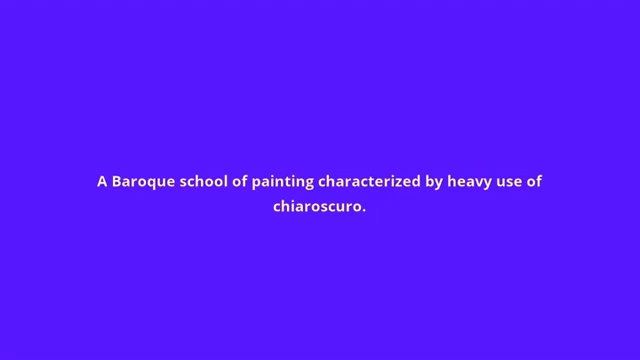 A Baroque school of painting characterized by heavy use of
chiaroscuro.